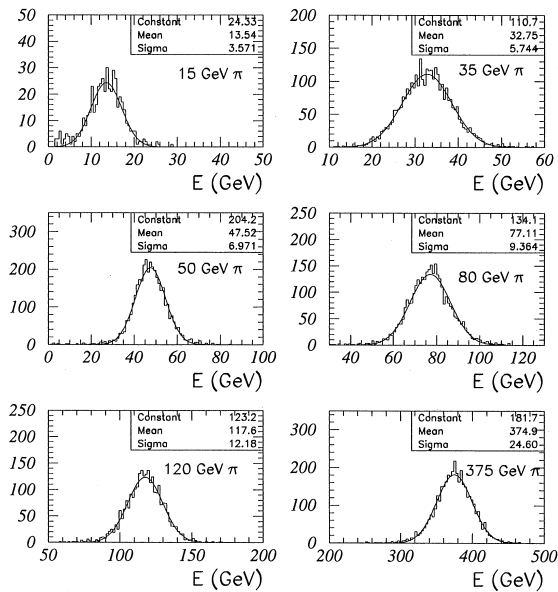 50
40
30
20
10
0
Constant 24.33
Mean 13.54
Sigma 3.571
15 GeV π
0 10 20 30 40 50
E (GeV)
200
150
100
50
0
Constant 110.7
Mean 32.75
Sigma 5.744
35 GeV π
10 20 30 40 50 60
E (GeV)
300
200
100
0
Constant 204.2
Mean 47.52
Sigma 6.971
50 GeV π
0 20 40 60 80 100
E (GeV)
250
200
150
100
50
0
Constant 134.1
Mean 77.11
Sigma 9.364
80 GeV π
40 60 80 100 120
E (GeV)
250
200
150
100
50
0
Constant 123.2
Mean 117.6
Sigma 12.18
120 GeV π
50 100 150 200
E (GeV)
300
200
100
0
Constant 181.7
Mean 374.9
Sigma 24.60
375 GeV π
200 300 400 500
E (GeV)